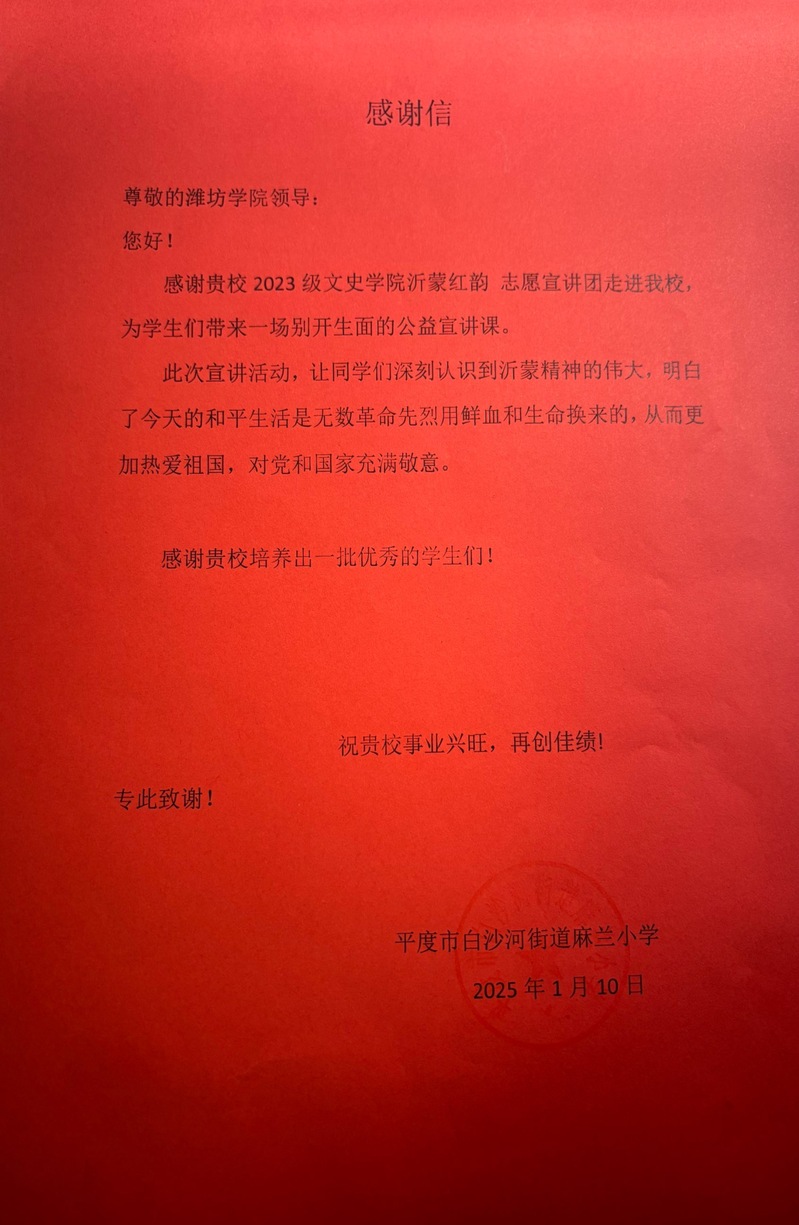 感谢信
尊敬的潍坊学院领导：
您好！
感谢贵校 2023 级文史学院沂蒙红韵 志愿宣讲团走进我校，
为学生们带来一场别开生面的公益宣讲课。
此次宣讲活动，让同学们深刻认识到沂蒙精神的伟大，明白
了今天的和平生活是无数革命先烈用鲜血和生命换来的，从而更
加热爱祖国，对党和国家充满敬意。
感谢贵校培养出一批优秀的学生们！
祝贵校事业兴旺，再创佳绩!
专此致谢！
平度市白沙河街道麻兰小学
2025 年 1 月 10 日